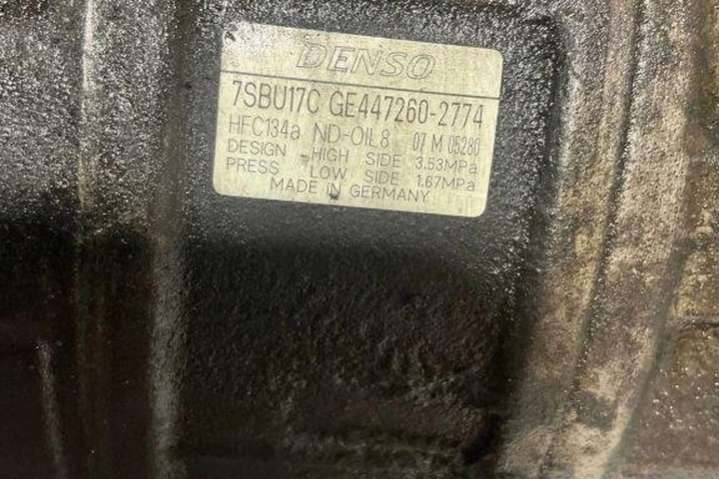 DENSO
7SBU17C GE447260-2774
HFC134a ND-OIL8 07 M 05280
DESIGN HIGH SIDE 3.53MPa
PRESS LOW SIDE 1.67MPa
MADE IN GERMANY